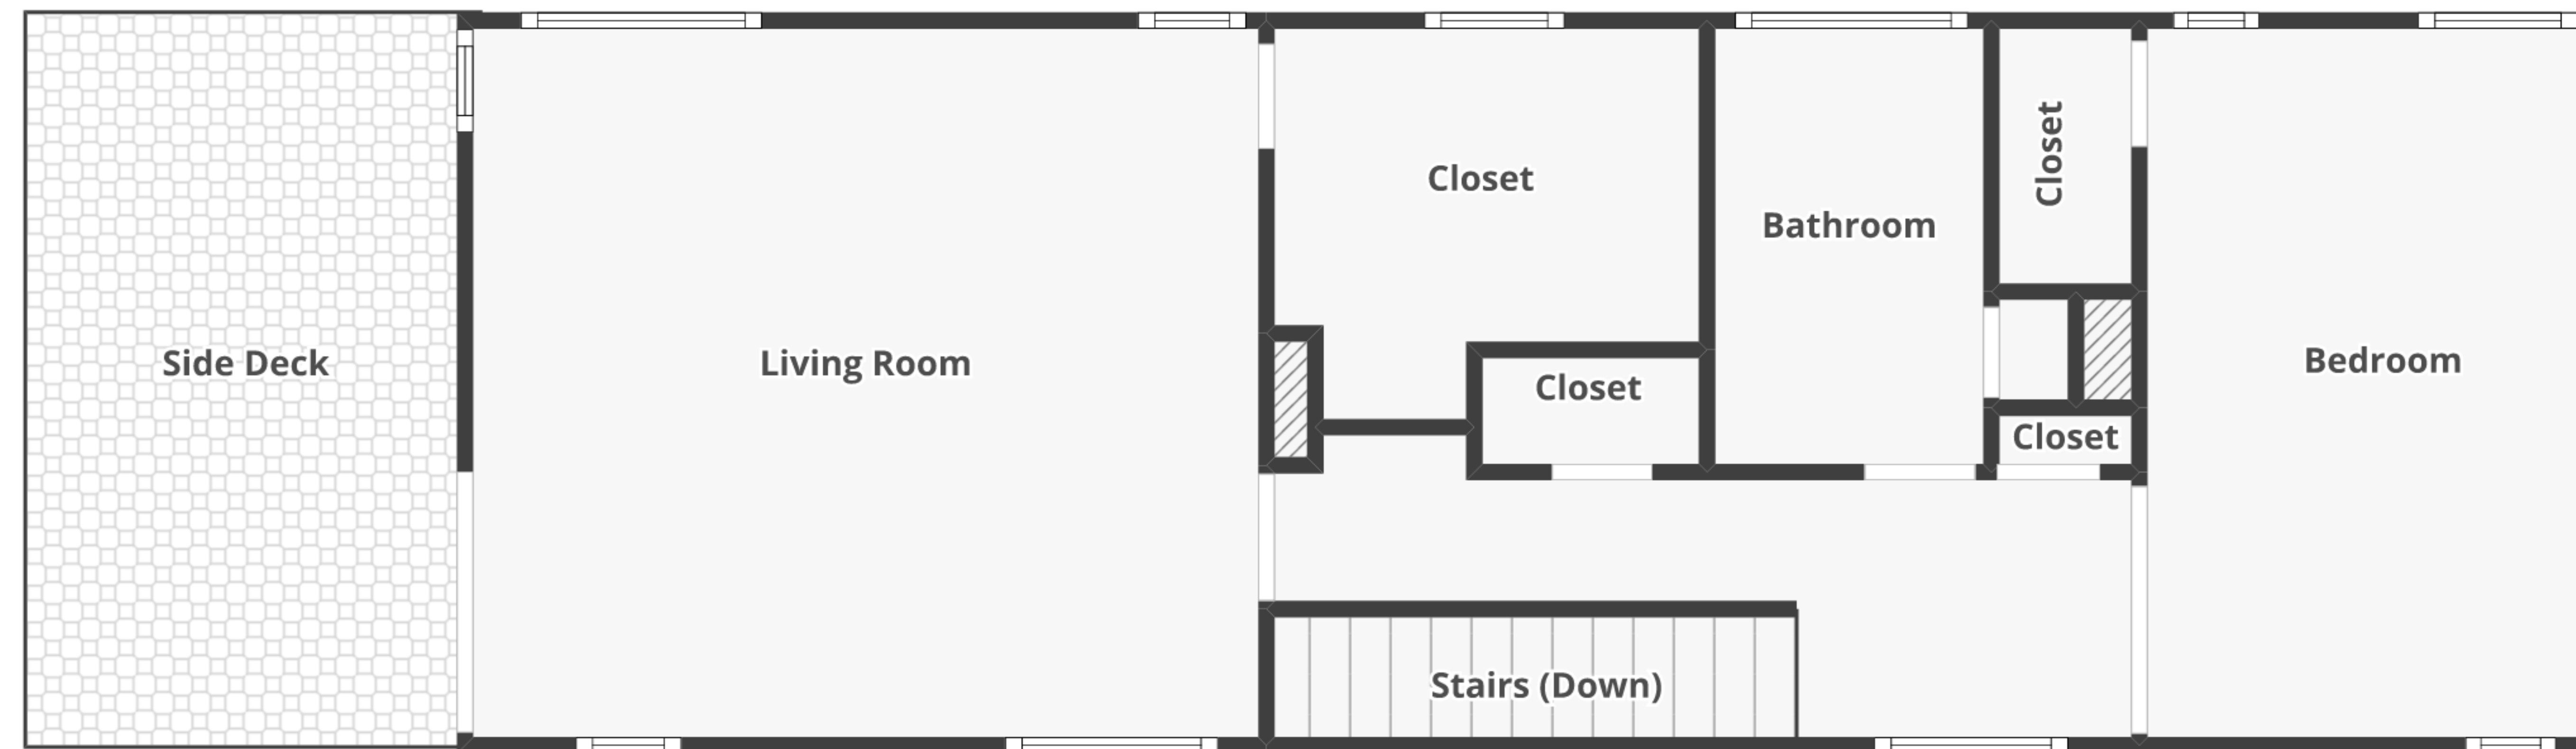 Closet
Closet
Bathroom
Side Deck
Living Room
Bedroom
Closet
Closet
Stairs (Down)